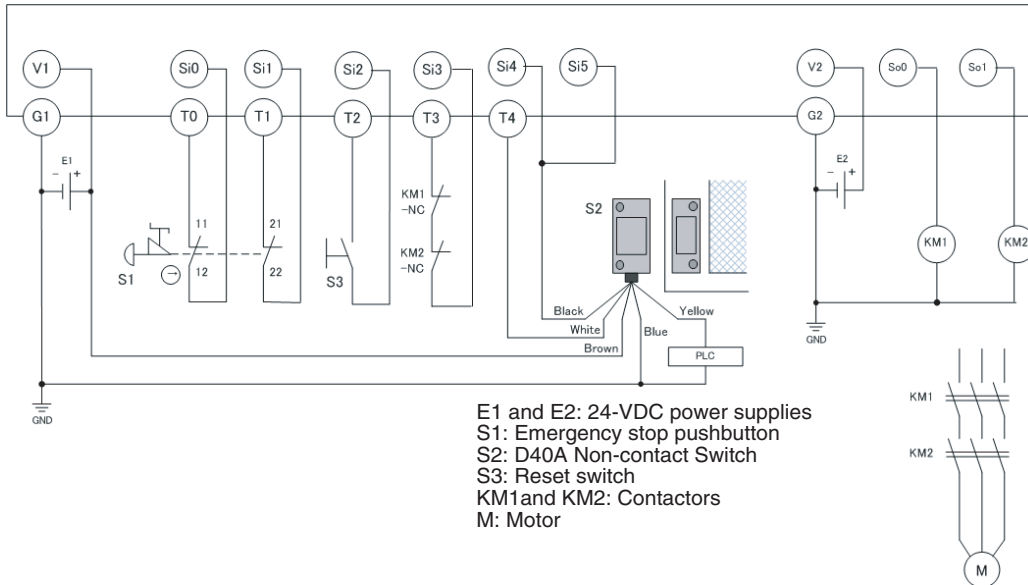 V1 Si0 Si1 Si2 Si3 Si4 Si5 V2 So0 So1
G1 T0 T1 T2 T3 T4 G2
E1
- +
E2
- +
KM1
-NC
KM2
-NC
S2
11 21
12 22
S1
S3
KM1 KM2
Black
White
Brown
Blue
Yellow
PLC
GND
GND
E1 and E2: 24-VDC power supplies
S1: Emergency stop pushbutton
S2: D40A Non-contact Switch
S3: Reset switch
KM1and KM2: Contactors
M: Motor
KM1
KM2
M